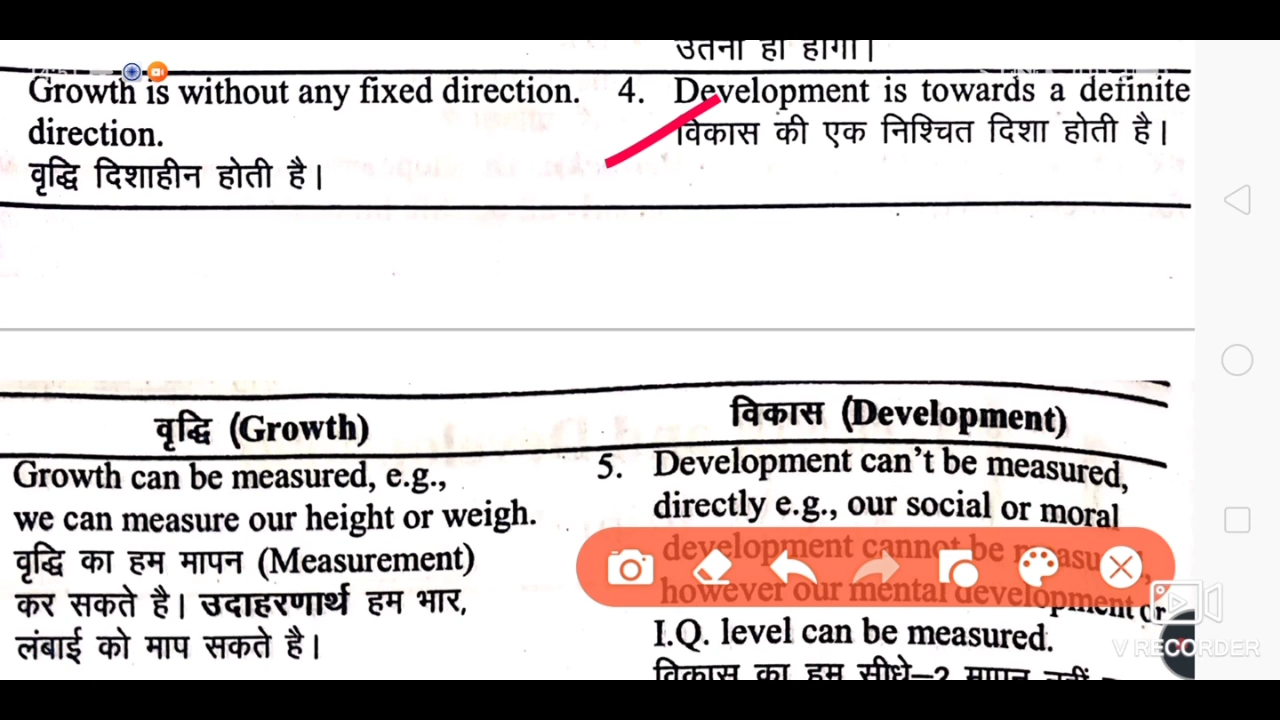 उतना ही होगा।
Growth is without any fixed direction.
direction.
वृद्धि दिशाहीन होती है।
4. Development is towards a definite
विकास की एक निश्चित दिशा होती है।
वृद्धि (Growth)
विकास (Development)
Growth can be measured, e.g.,
we can measure our height or weigh.
वृद्धि का हम मापन (Measurement)
कर सकते है। उदाहरणार्थ हम भार,
लंबाई को माप सकते है।
5. Development can't be measured,
directly e.g., our social or moral
development cannot be
however our mental development or
I.Q. level can be measured.
विकास का हम सीधे–2 मापन नहीं
V RECORDER